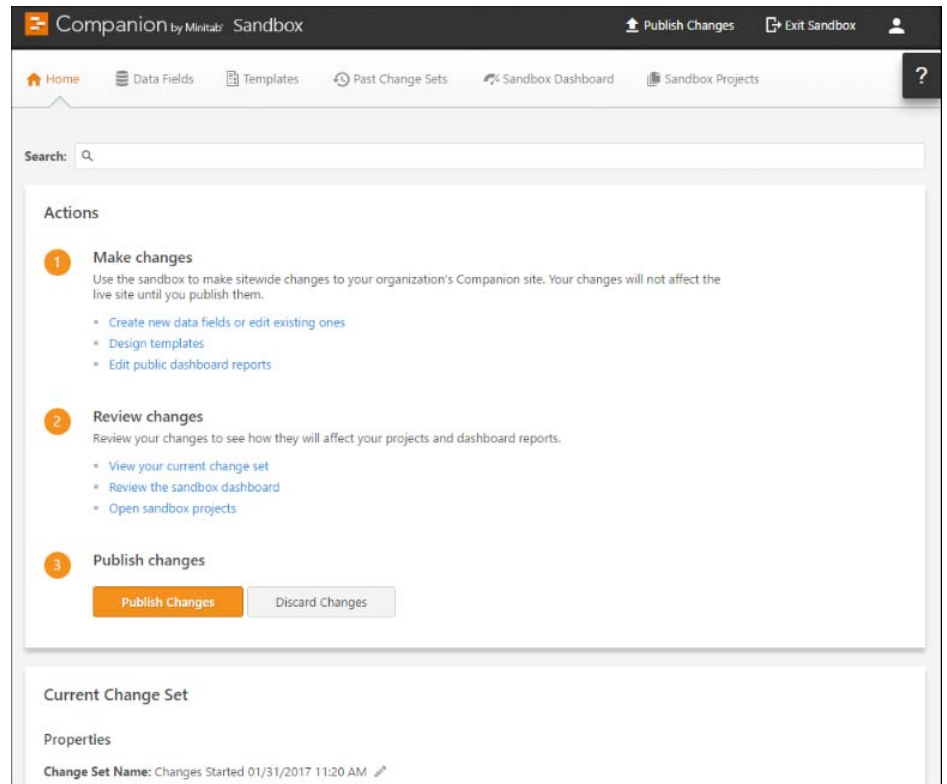 Companion by Minitab® Sandbox
Publish Changes
Exit Sandbox
Home
Data Fields
Templates
Past Change Sets
Sandbox Dashboard
Sandbox Projects
?
Search:
Actions
1
Make changes
Use the sandbox to make sitewide changes to your organization's Companion site. Your changes will not affect the
live site until you publish them.
Create new data fields or edit existing ones
Design templates
Edit public dashboard reports
2
Review changes
Review your changes to see how they will affect your projects and dashboard reports.
View your current change set
Review the sandbox dashboard
Open sandbox projects
3
Publish changes
Publish Changes
Discard Changes
Current Change Set
Properties
Change Set Name: Changes Started 01/31/2017 11:20 AM